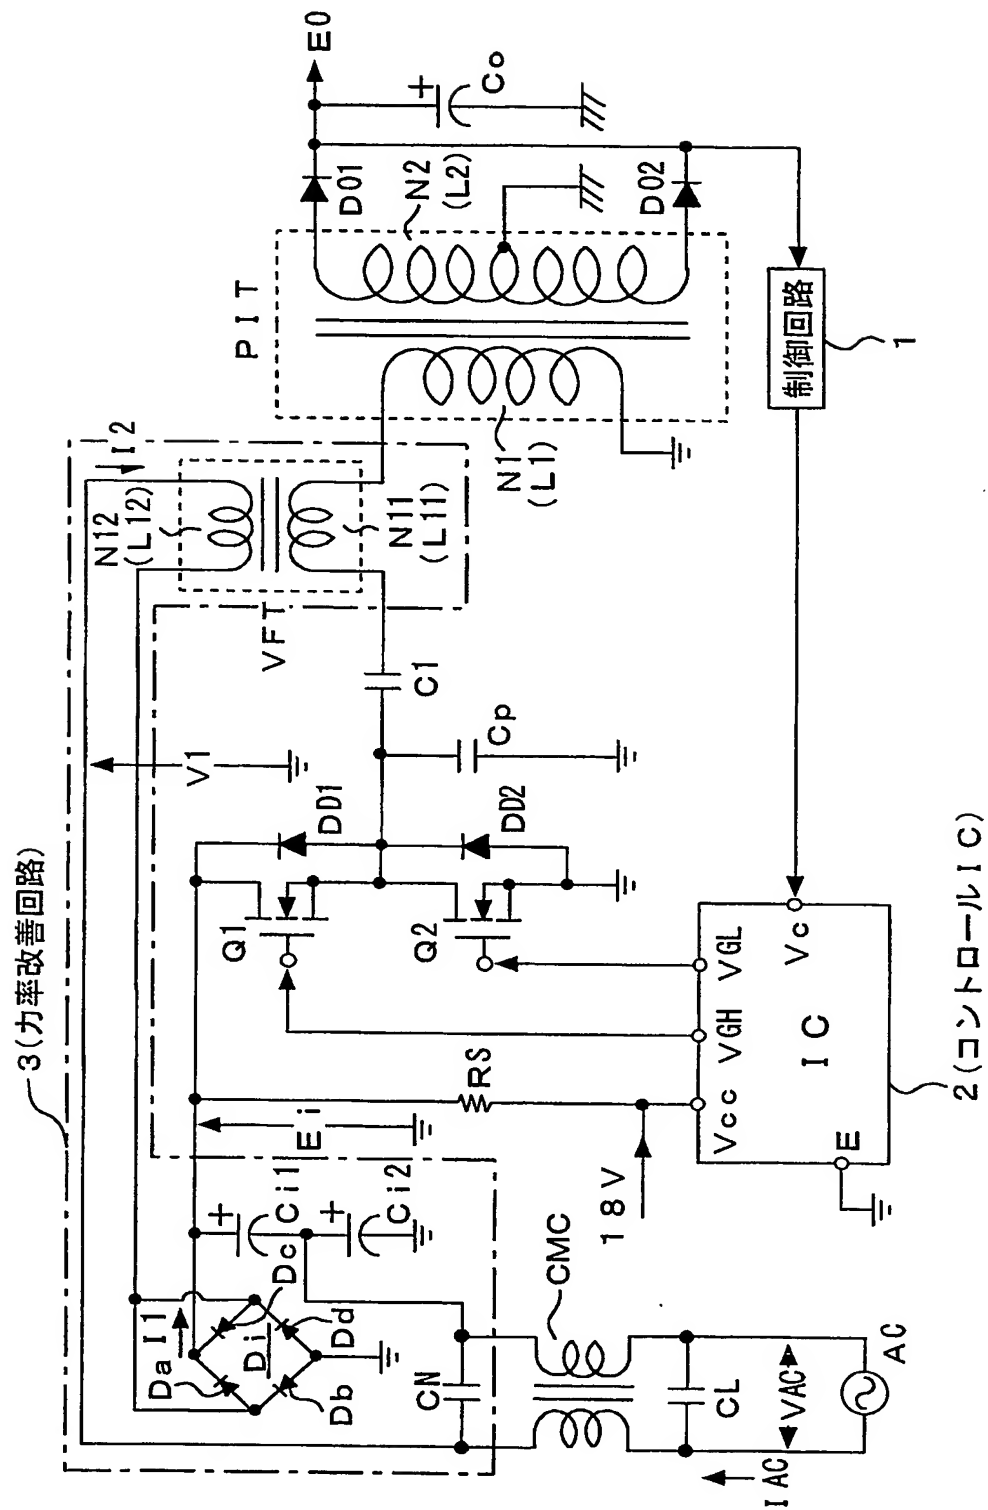 3(力率改善回路)
V1
N12
(L12)
I2
VFT
N11
(L11)
PIT
N1
(L1)
N2
(L2)
D01
D02
E0
+
Co
制御回路
1
Da
I1
Di
Dc
Db
Dd
+
Ci1
+
Ci2
Ei
RS
18V
Q1
Q2
DD1
DD2
Cp
C1
CN
CMC
CL
VAC
IAC
AC
Vcc
VGH
VGL
Vc
IC
E
2(コントロールIC)